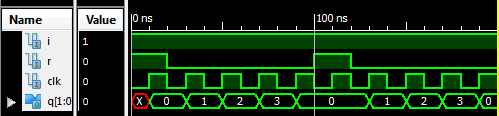 Name Value 0 ns 100 ns
i 1
r 0
clk 0
q[1:0 0 X 0 1 2 3 0 1 2 3 0